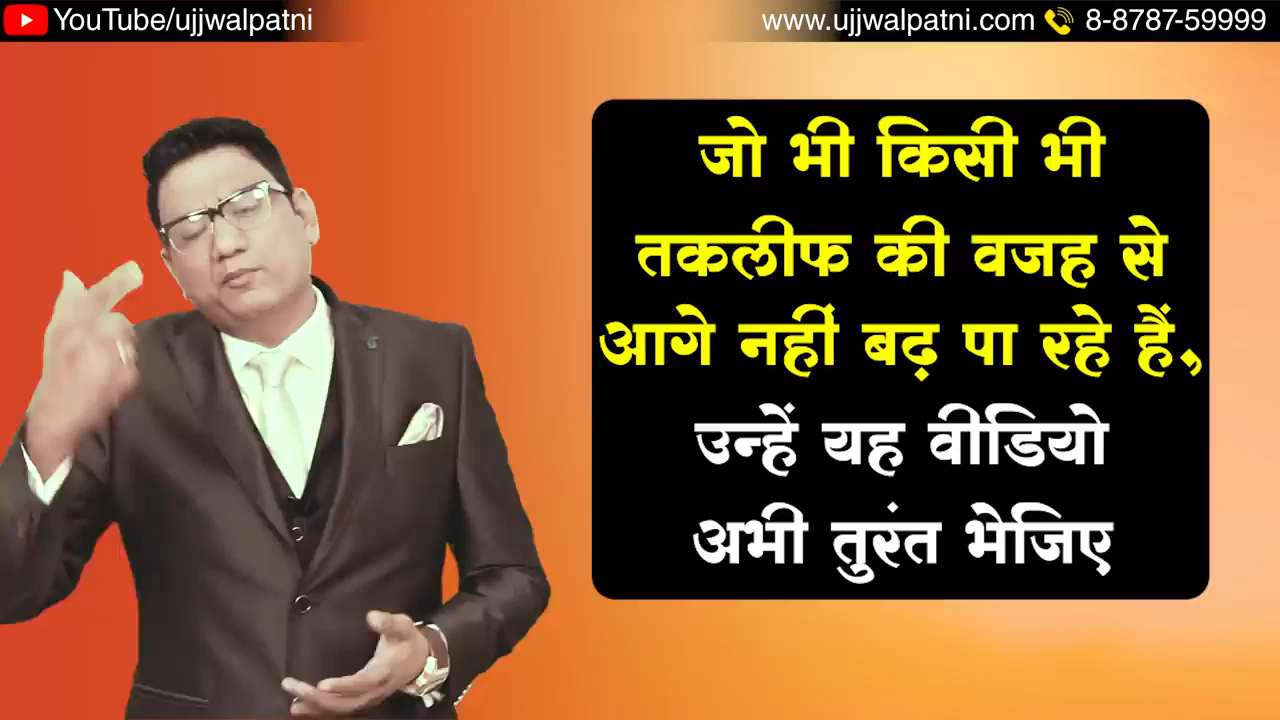 YouTube/ujjwalpatni
www.ujjwalpatni.com 8-8787-59999
जो भी किसी भी
तकलीफ की वजह से
आगे नहीं बढ़ पा रहे हैं,
उन्हें यह वीडियो
अभी तुरंत भेजिए